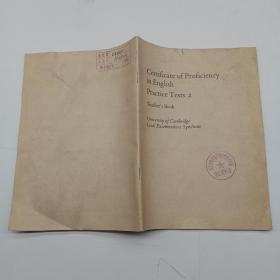 Certificate of Proficiency
in English
Practice Tests 2
Teacher's Book
University of Cambridge
Local Examinations Syndicate